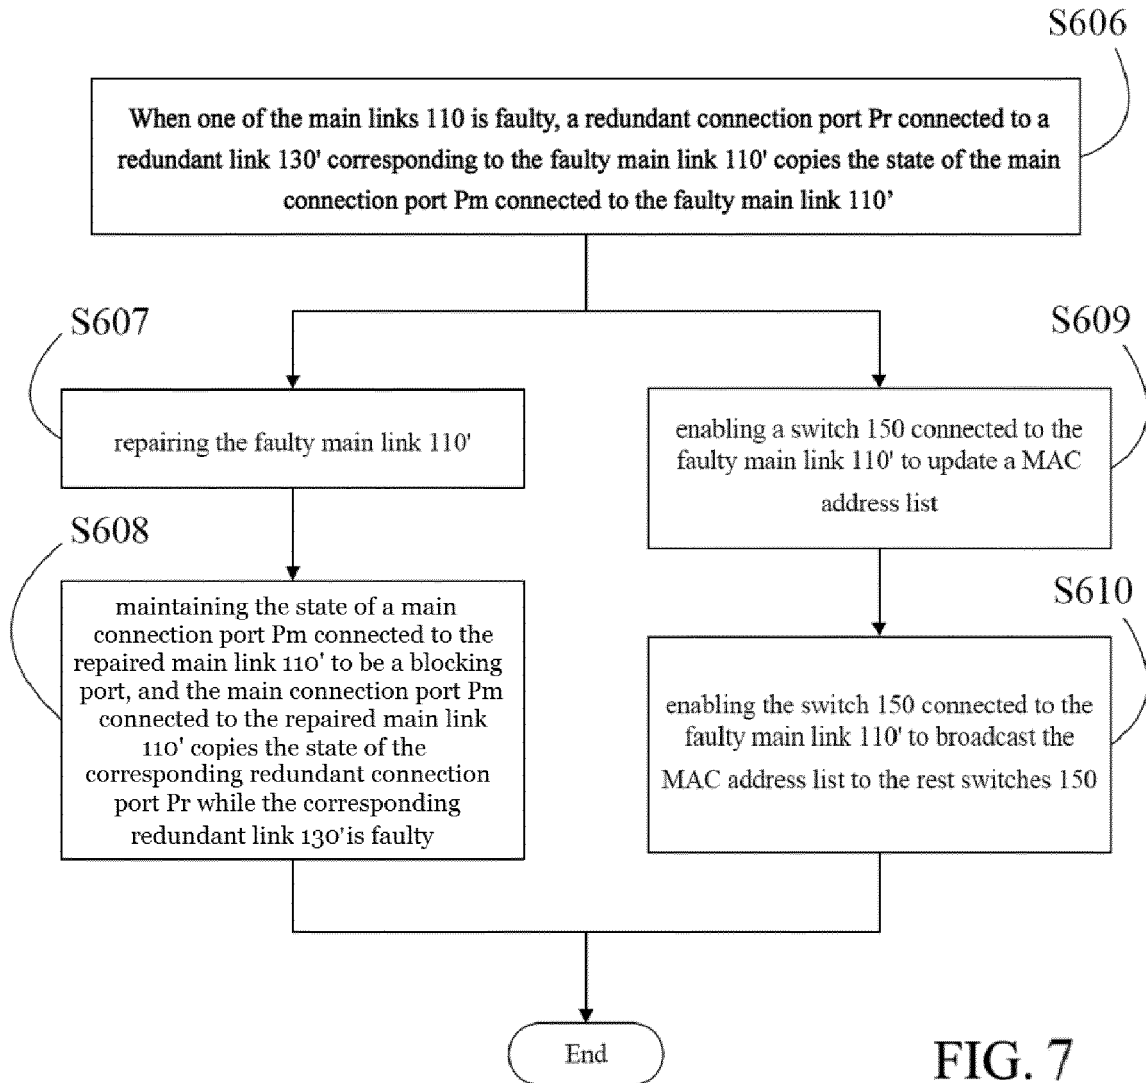 S606
When one of the main links 110 is faulty, a redundant connection port Pr connected to a
redundant link 130' corresponding to the faulty main link 110' copies the state of the main
connection port Pm connected to the faulty main link 110’
S607
repairing the faulty main link 110'
S608
maintaining the state of a main
connection port Pm connected to the
repaired main link 110' to be a blocking
port, and the main connection port Pm
connected to the repaired main link
110' copies the state of the
corresponding redundant connection
port Pr while the corresponding
redundant link 130'is faulty
S609
enabling a switch 150 connected to the
faulty main link 110' to update a MAC
address list
S610
enabling the switch 150 connected to the
faulty main link 110' to broadcast the
MAC address list to the rest switches 150
End
FIG. 7